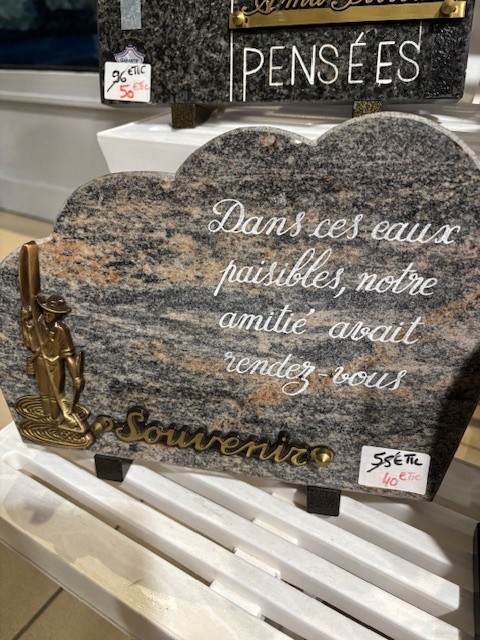 PENSÉES
GARANTIE
96€TTC
50€TTC
Dans ces eaux
paisibles, notre
amitié avait
rendez-vous
Souvenir
55€TTC
40€TTC